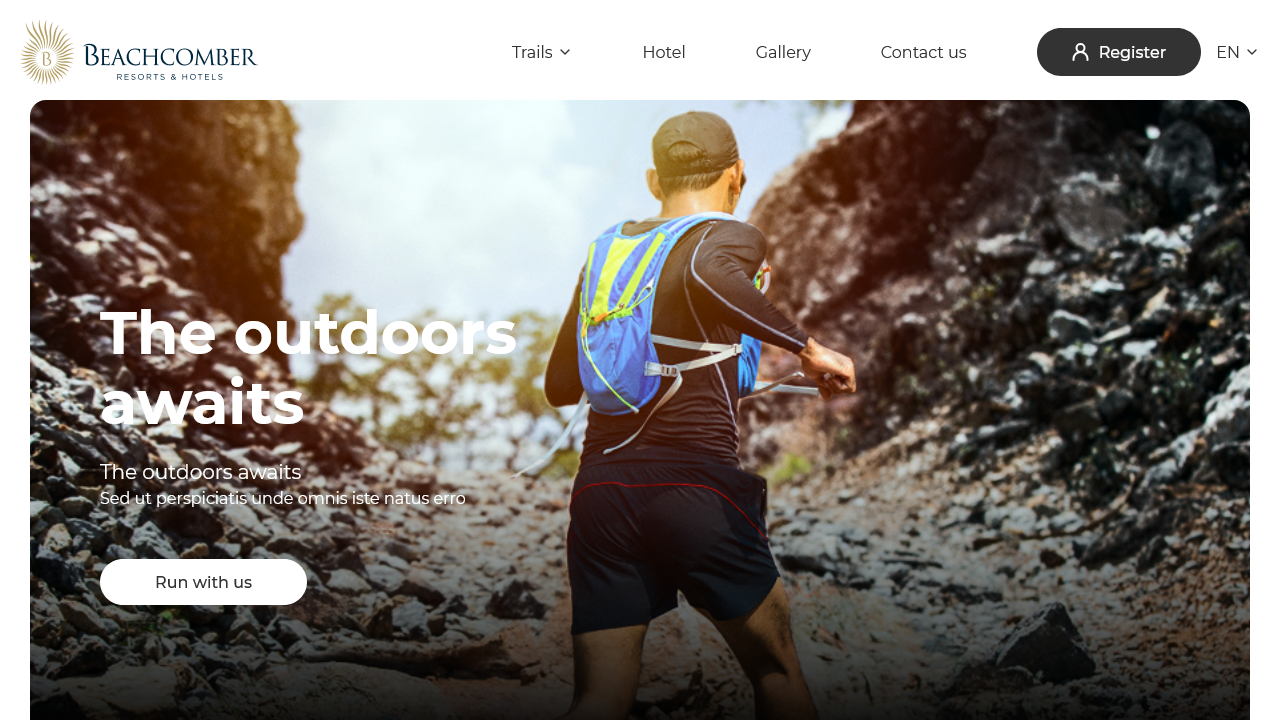 B
BEACHCOMBER
RESORTS & HOTELS
Trails
Hotel
Gallery
Contact us
Register
EN
The outdoors
awaits
The outdoors awaits
Sed ut perspiciatis unde omnis iste natus erro
Run with us